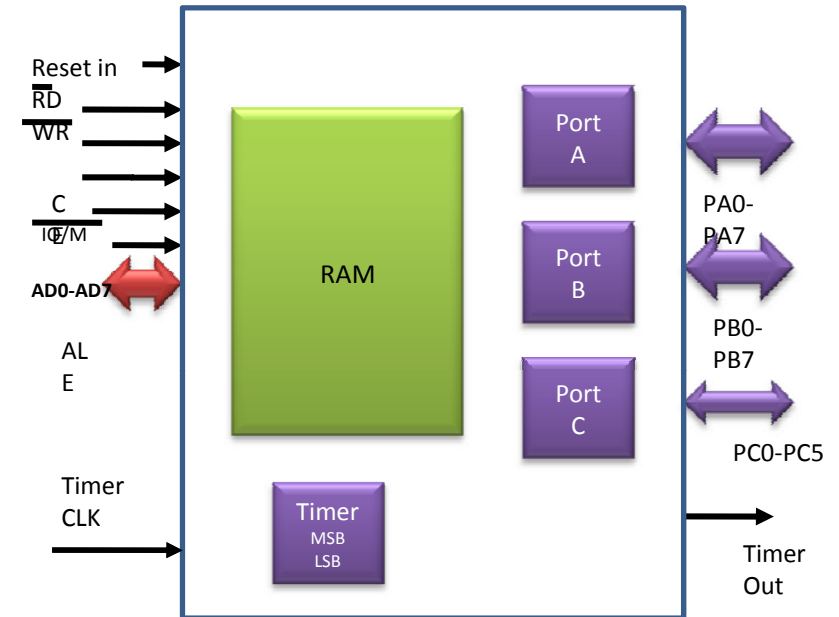 Reset in
RD
WR
C
E
IO/M
AD0-AD7
AL
E
Timer
CLK
RAM
Timer
MSB
LSB
Port
A
Port
B
Port
C
PA0-
PA7
PB0-
PB7
PC0-PC5
Timer
Out